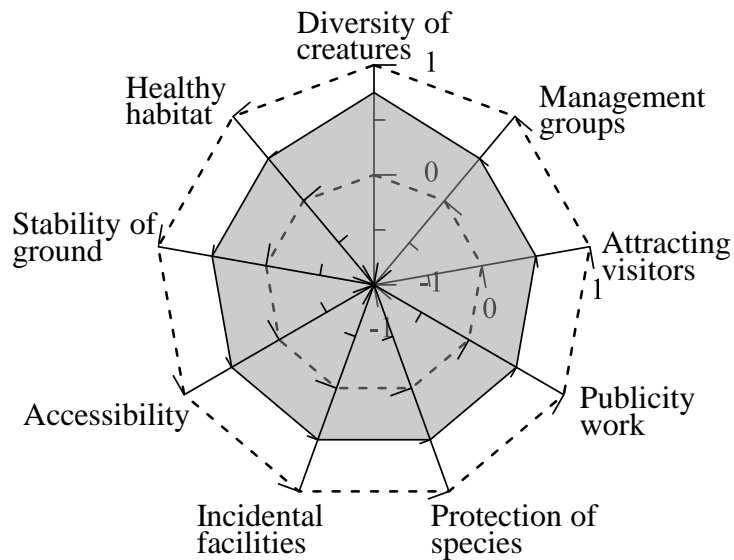 Diversity of
creatures
1
Healthy
habitat
Management
groups
0
Stability of
ground
Attracting
visitors
-1
1
0
-1
Accessibility
Publicity
work
Incidental
facilities
Protection of
species